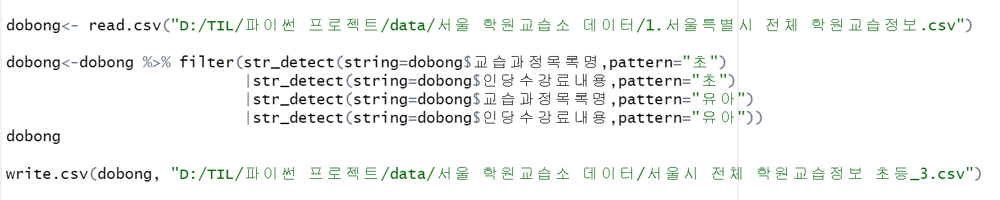 dobong<- read.csv("D:/TIL/파이썬 프로젝트/data/서울 학원교습소 데이터/1.서울특별시 전체 학원교습정보.csv")
dobong<-dobong %>% filter(str_detect(string=dobong$교습과정목록명,pattern="초")
|str_detect(string=dobong$인당수강료내용,pattern="초")
|str_detect(string=dobong$교습과정목록명,pattern="유아")
|str_detect(string=dobong$인당수강료내용,pattern="유아"))
dobong
write.csv(dobong, "D:/TIL/파이썬 프로젝트/data/서울 학원교습소 데이터/서울시 전체 학원교습정보 초등_3.csv")